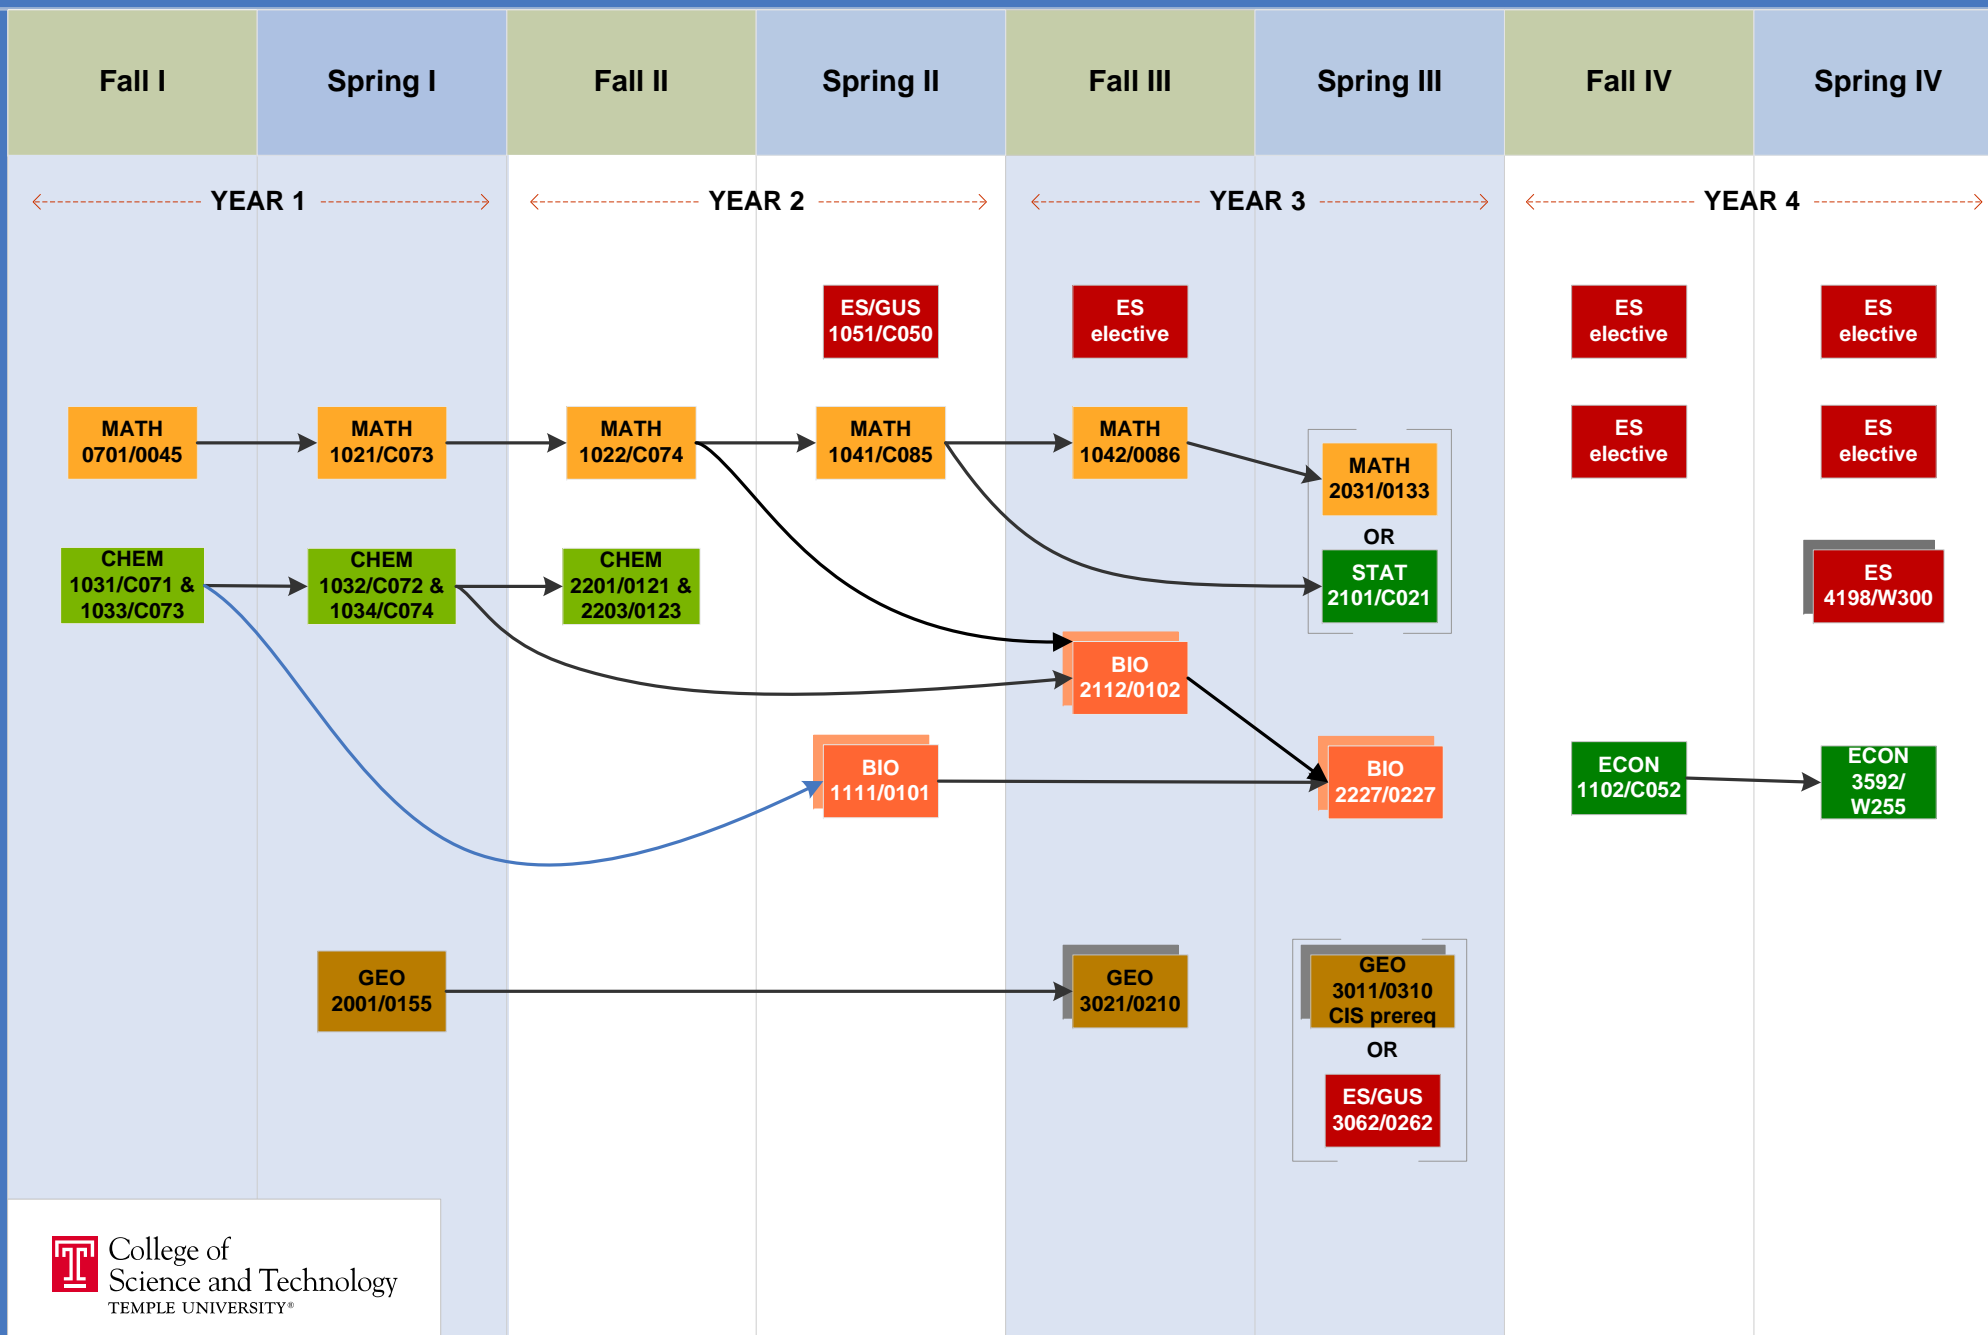 Fall I
Spring I
Fall II
Spring II
Fall III
Spring III
Fall IV
Spring IV
YEAR 1
YEAR 2
YEAR 3
YEAR 4
ES/GUS
1051/C050
ES
elective
ES
elective
ES
elective
MATH
0701/0045
MATH
1021/C073
MATH
1022/C074
MATH
1041/C085
MATH
1042/0086
MATH
2031/0133
OR
STAT
2101/C021
ES
elective
ES
elective
CHEM
1031/C071 &
1033/C073
CHEM
1032/C072 &
1034/C074
CHEM
2201/0121 &
2203/0123
ES
4198/W300
BIO
2112/0102
BIO
1111/0101
BIO
2227/0227
ECON
1102/C052
ECON
3592/
W255
GEO
2001/0155
GEO
3021/0210
GEO
3011/0310
CIS prereq
OR
ES/GUS
3062/0262
College of
Science and Technology
TEMPLE UNIVERSITY®